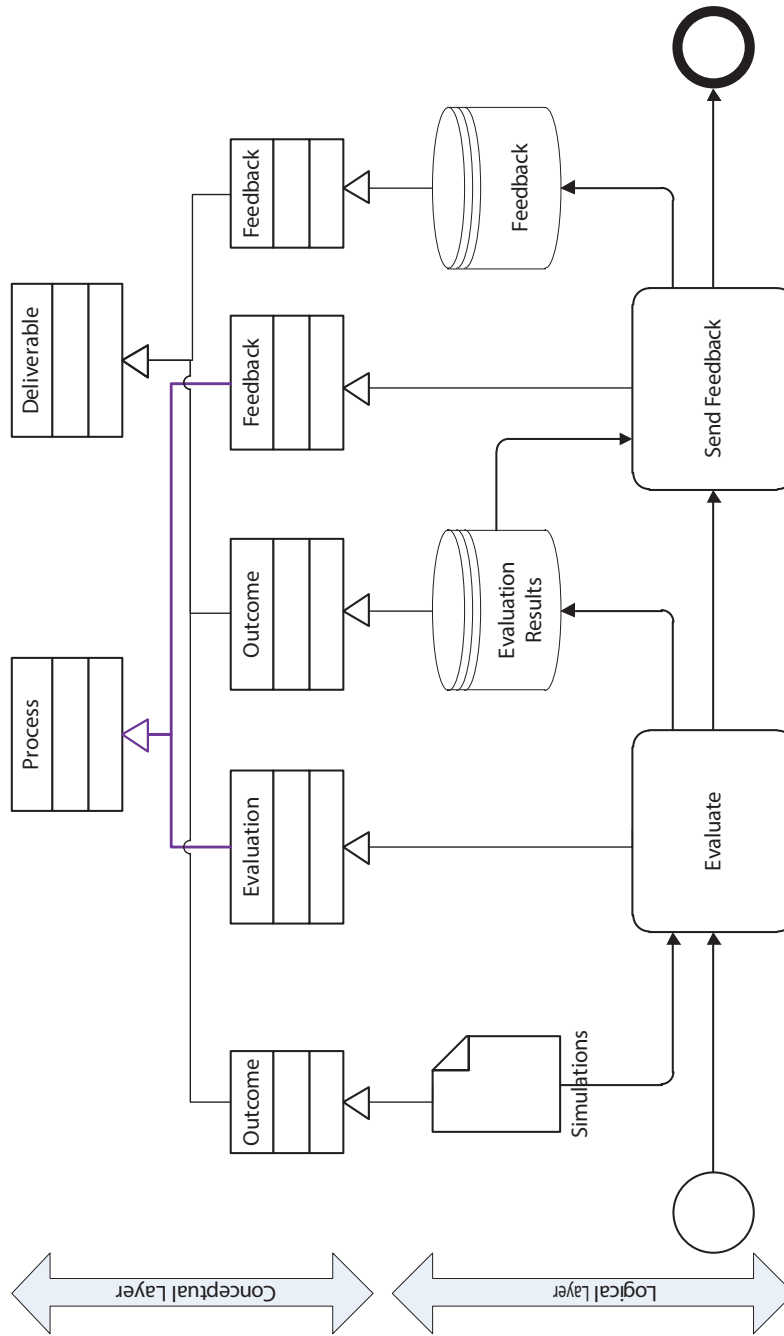 Process
Deliverable
Outcome
Evaluation
Outcome
Feedback
Feedback
Simulations
Evaluation
Results
Feedback
Evaluate
Send Feedback
Conceptual Layer
Logical Layer